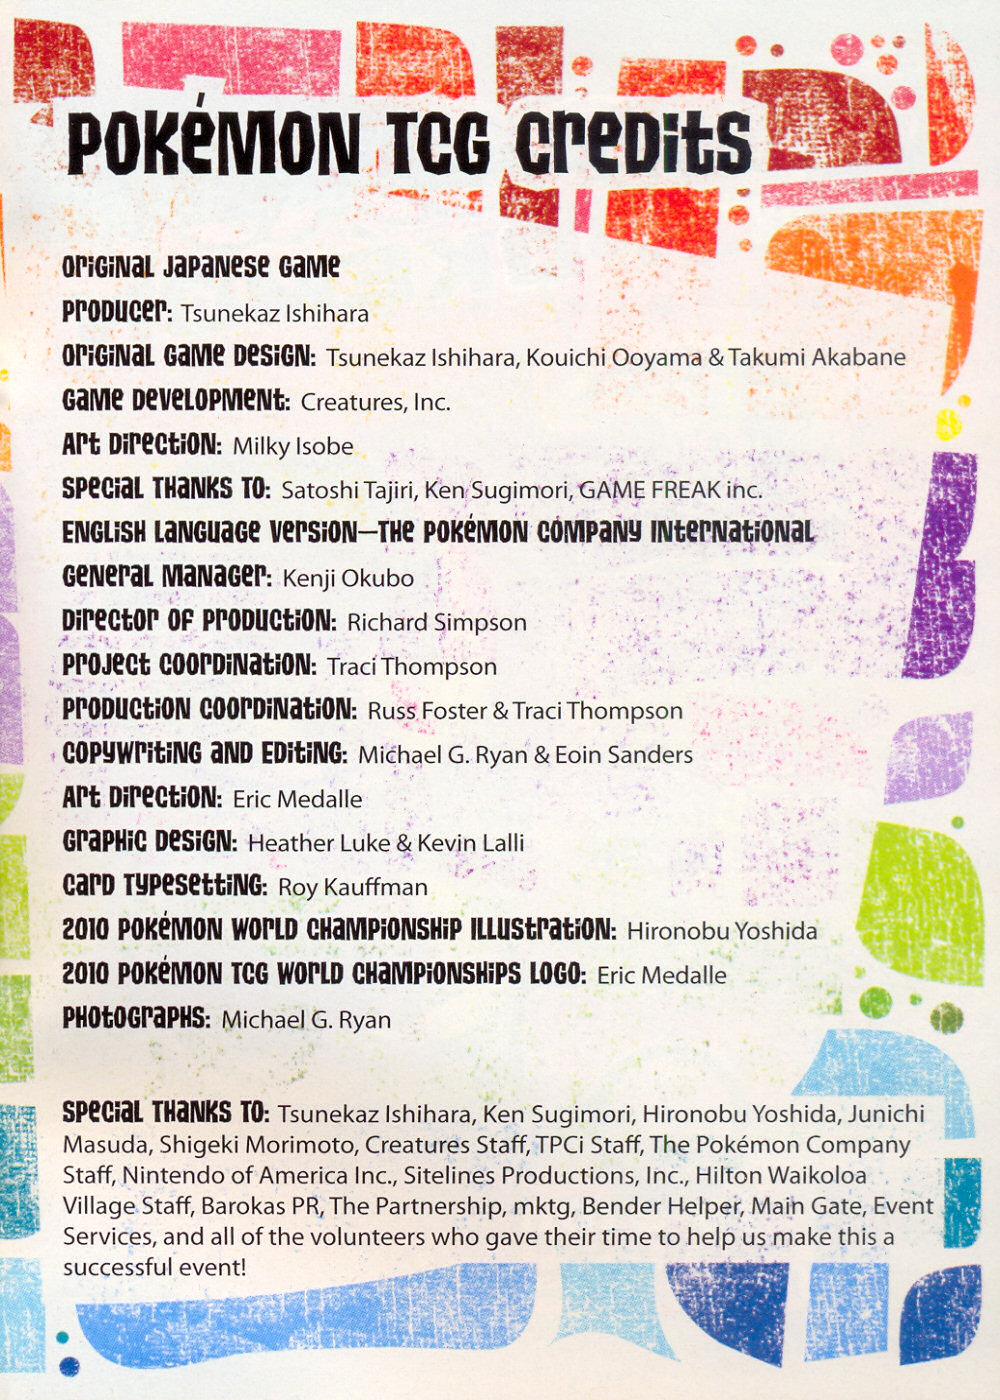 Pokémon TCG Credits
Original Japanese Game
Producer: Tsunekaz Ishihara
Original Game Design: Tsunekaz Ishihara, Kouichi Ooyama & Takumi Akabane
Game Development: Creatures, Inc.
Art Direction: Milky Isobe
Special Thanks To: Satoshi Tajiri, Ken Sugimori, GAME FREAK inc.
English Language Version—The Pokémon Company International
General Manager: Kenji Okubo
Director of Production: Richard Simpson
Project Coordination: Traci Thompson
Production Coordination: Russ Foster & Traci Thompson
Copywriting and Editing: Michael G. Ryan & Eoin Sanders
Art Direction: Eric Medalle
Graphic Design: Heather Luke & Kevin Lalli
Card Typesetting: Roy Kauffman
2010 Pokémon World Championship Illustration: Hironobu Yoshida
2010 Pokémon TCG World Championships Logo: Eric Medalle
Photographs: Michael G. Ryan
Special Thanks To: Tsunekaz Ishihara, Ken Sugimori, Hironobu Yoshida, Junichi
Masuda, Shigeki Morimoto, Creatures Staff, TPCi Staff, The Pokémon Company
Staff, Nintendo of America Inc., Sitelines Productions, Inc., Hilton Waikoloa
Village Staff, Barokas PR, The Partnership, mktg, Bender Helper, Main Gate, Event
Services, and all of the volunteers who gave their time to help us make this a
successful event!